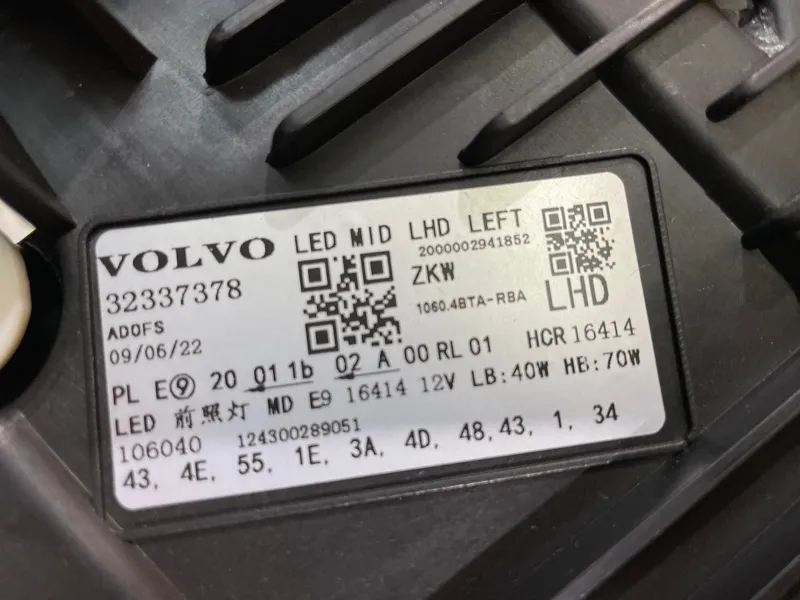 VOLVO LED MID LHD LEFT
2000002941852
32337378
ZKW
ADOFS
1060.4BTA-RBA
LHD
09/06/22
PL E9 20 01 1b 02 A 00 RL 01 HCR 16414
LED 前照灯 MD E9 16414 12V LB:40W HB:70W
106040 124300289051
43, 4E, 55, 1E, 3A, 4D, 48, 43, 1, 34